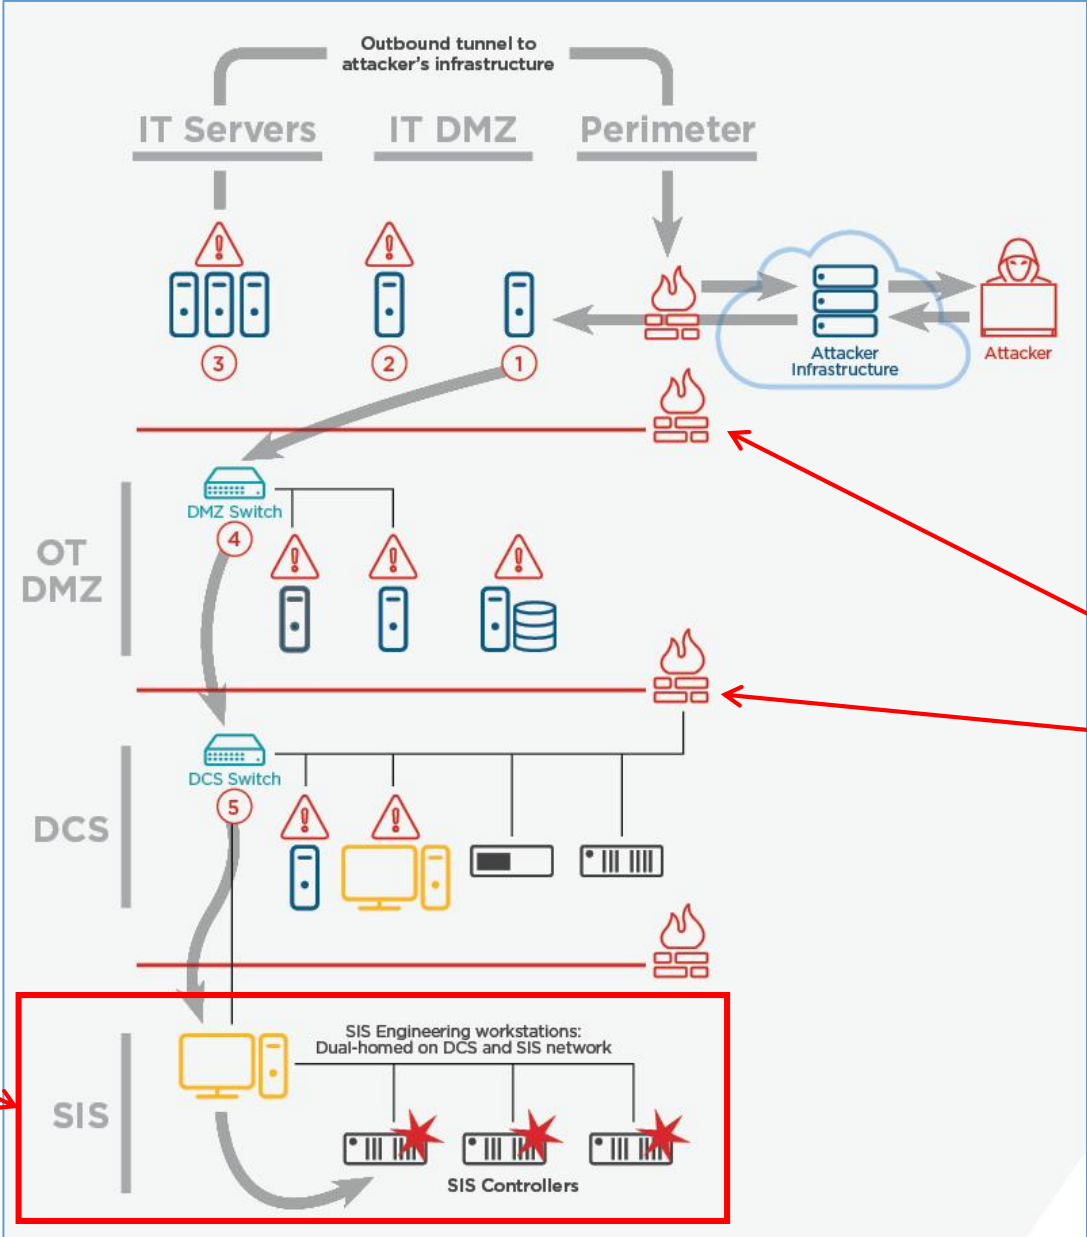 Outbound tunnel to
attacker's infrastructure
IT Servers
IT DMZ
Perimeter
3
2
1
Attacker
Infrastructure
Attacker
DMZ Switch
4
OT
DMZ
DCS Switch
5
DCS
SIS Engineering workstations:
Dual-homed on DCS and SIS network
SIS
SIS Controllers